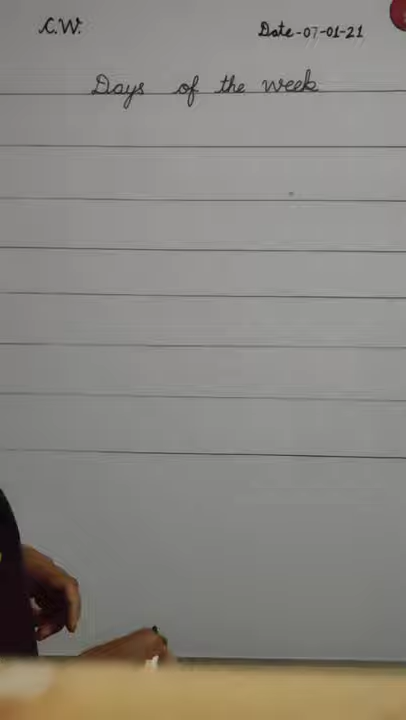 C.W. Date-07-01-21
Days of the week